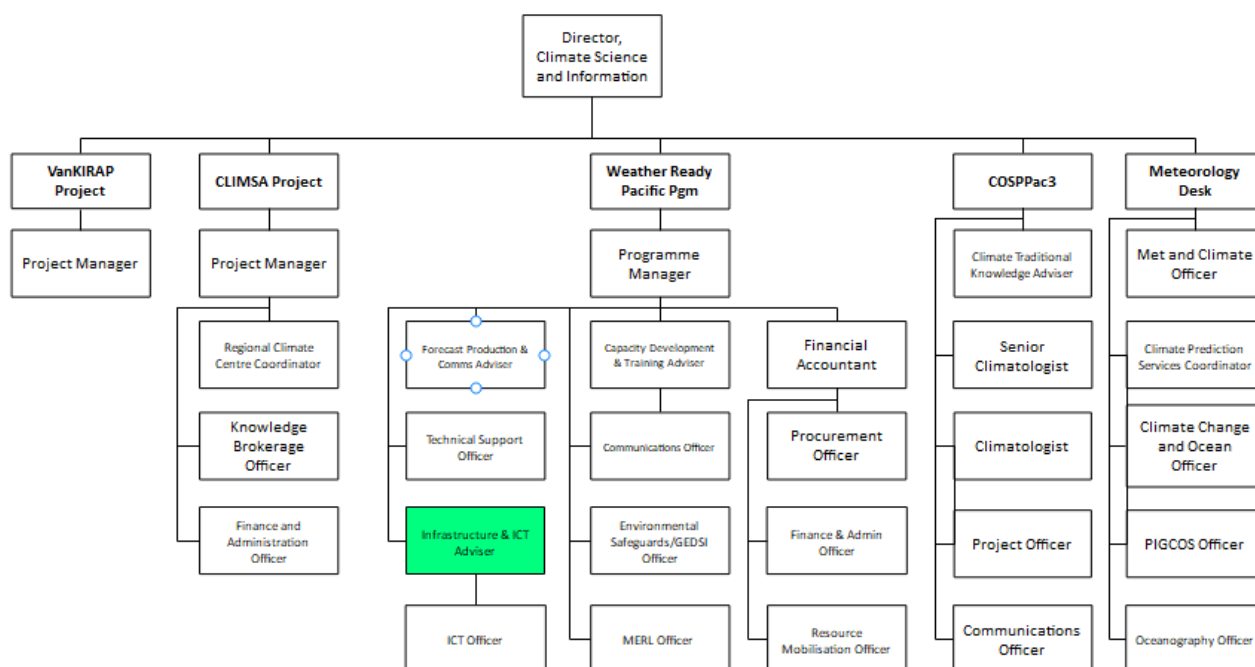 Director,
Climate Science
and Information
VanKIRAP
Project
CLIMSA Project
Weather Ready
Pacific Pgm
COSPPac3
Meteorology
Desk
Project Manager
Project Manager
Programme
Manager
Climate Traditional
Knowledge Adviser
Met and Climate
Officer
Regional Climate
Centre Coordinator
Forecast Production &
Comms Adviser
Capacity Development
& Training Adviser
Financial
Accountant
Senior
Climatologist
Climate Prediction
Services Coordinator
Knowledge
Brokerage
Officer
Technical Support
Officer
Communications Officer
Procurement
Officer
Climatologist
Climate Change
and Ocean
Officer
Finance and
Administration
Officer
Infrastructure & ICT
Adviser
Environmental
Safeguards/GEDSI
Officer
Finance & Admin
Officer
Project Officer
PIGCOS Officer
ICT Officer
MERL Officer
Resource
Mobilisation Officer
Communications
Officer
Oceanography Officer